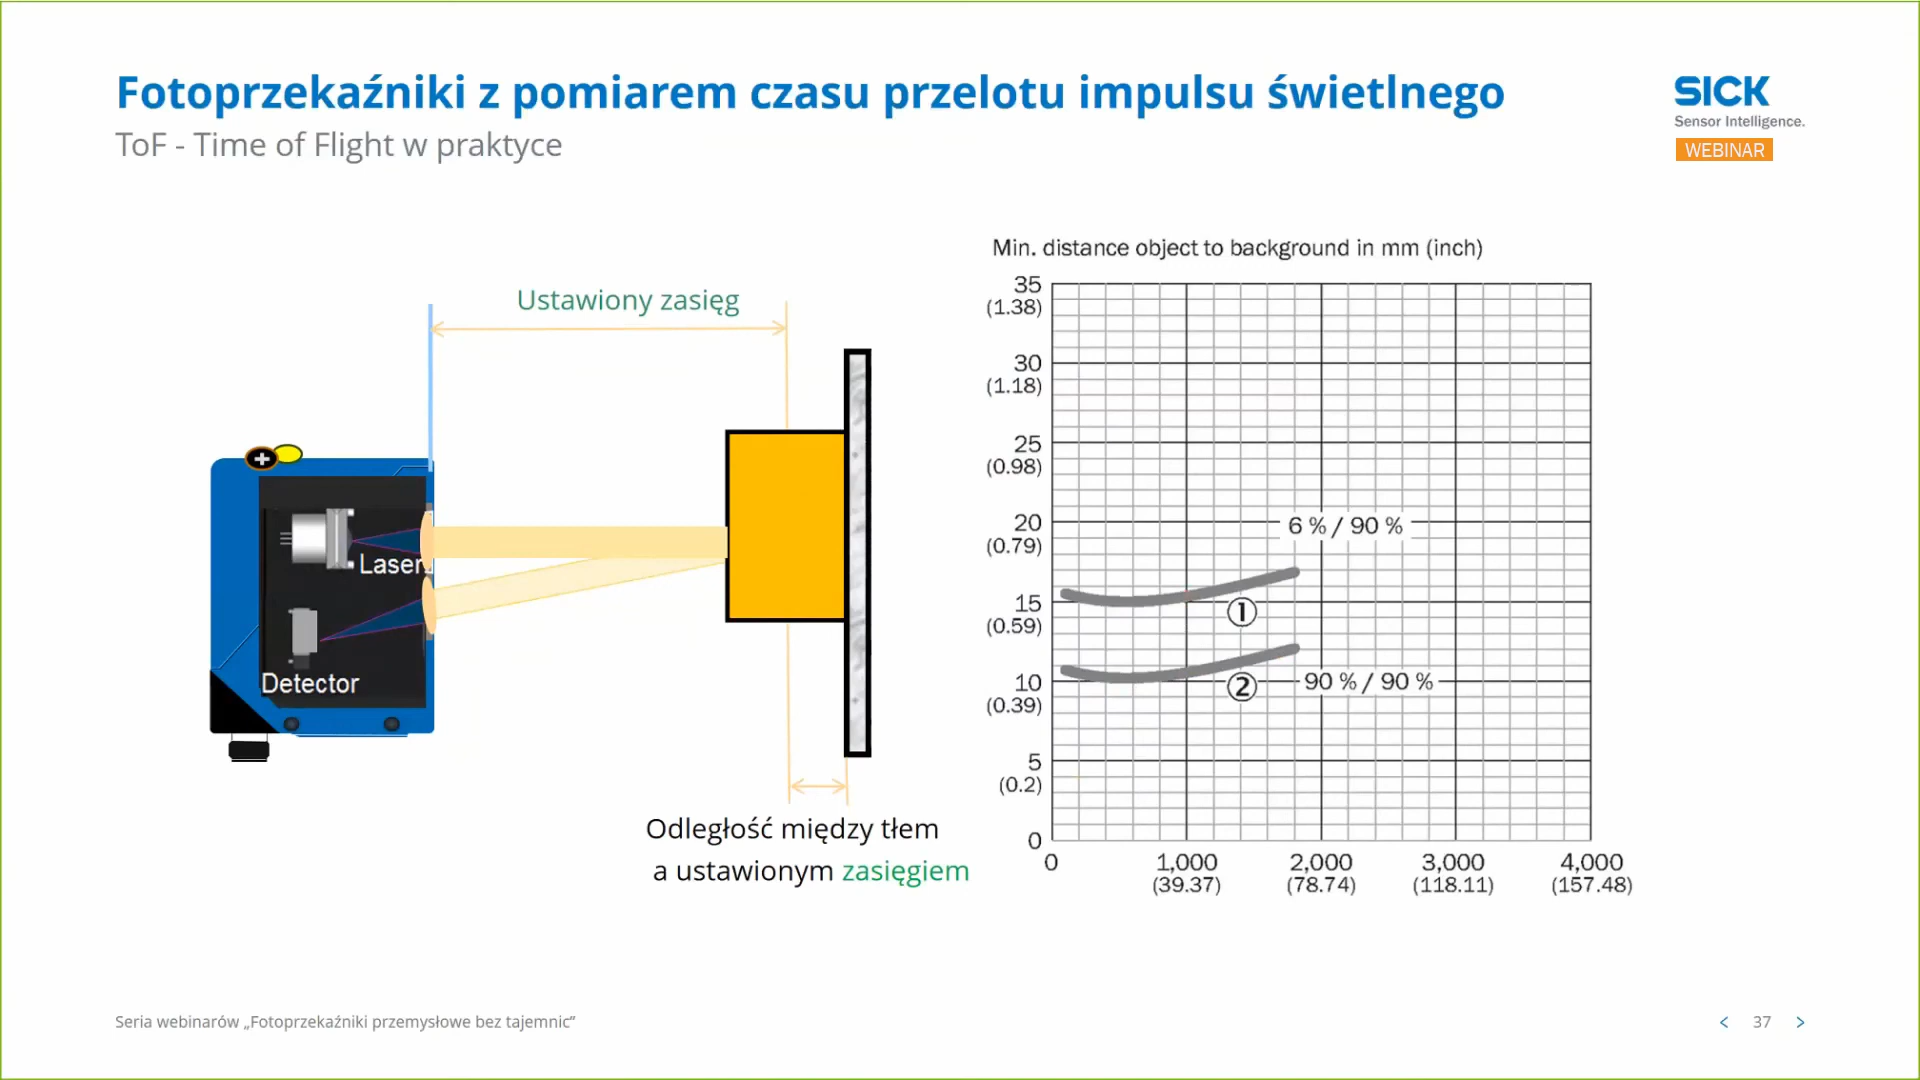 Fotoprzekaźniki z pomiarem czasu przelotu impulsu świetlnego
ToF - Time of Flight w praktyce
SICK
Sensor Intelligence.
WEBINAR
Ustawiony zasięg
Laser
Detector
Odległość między tłem
a ustawionym zasięgiem
Min. distance object to background in mm (inch)
35
(1.38)
30
(1.18)
25
(0.98)
20
(0.79)
15
(0.59)
10
(0.39)
5
(0.2)
0
6 % / 90 %
1
2
90 % / 90 %
0 1,000 2,000 3,000 4,000
(39.37) (78.74) (118.11) (157.48)
Seria webinarów „Fotoprzekaźniki przemysłowe bez tajemnic”
< 37 >